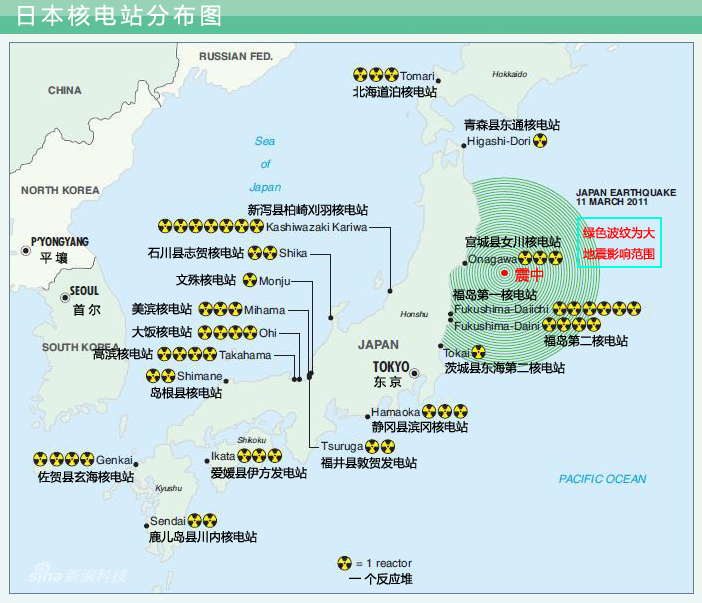 日本核电站分布图
RUSSIAN FED.
CHINA
Tomari
Hokkaido
北海道泊核电站
青森县东通核电站
Higashi-Dori
Sea
of
Japan
NORTH KOREA
JAPAN EARTHQUAKE
11 MARCH 2011
新泻县柏崎刈羽核电站
Kashiwazaki Kariwa
绿色波纹为大
地震影响范围
P'YONGYANG
平壤
宫城县女川核电站
石川县志贺核电站 Shika
Onagawa
震中
文殊核电站 Monju
SEOUL
首尔
福岛第一核电站
美滨核电站 Mihama
Honshu
Fukushima-Daiichi
大饭核电站 Ohi
Fukushima-Daini
福岛第二核电站
SOUTH KOREA
高滨核电站 Takahama
JAPAN
Tokai
茨城县东海第二核电站
TOKYO
东京
Shimane
岛根县核电站
Hamaoka
静冈县滨冈核电站
Shikoku
Tsuruga
福井县敦贺发电站
Genkai
佐贺县玄海核电站
Ikata
爱媛县伊方发电站
PACIFIC OCEAN
Kyushu
Sendai
鹿儿岛县川内核电站
= 1 reactor
一个反应堆
sina 新浪科技